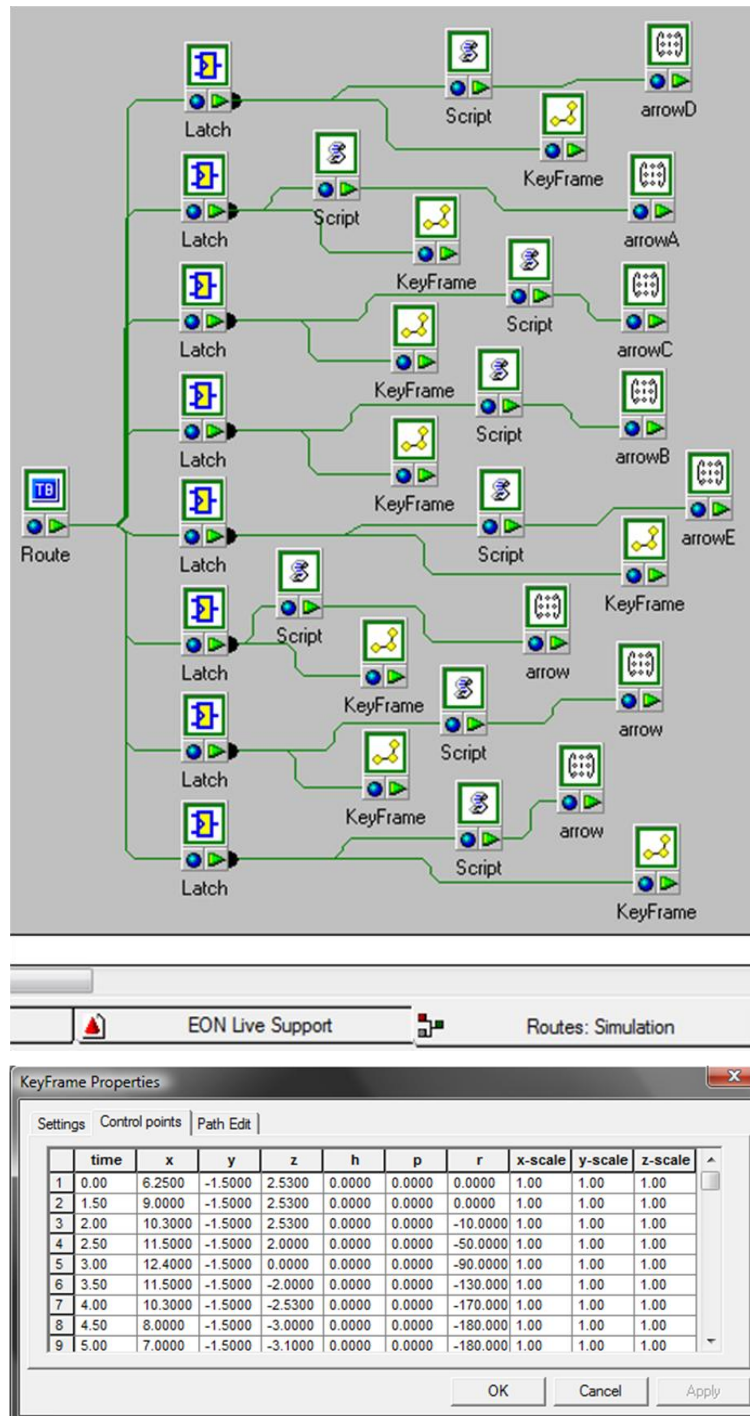 Latch
Script
arrowD
KeyFrame
Latch
Script
arrowA
KeyFrame
Latch
Script
arrowC
KeyFrame
Latch
Script
arrowB
KeyFrame
TB
Route
Latch
Script
arrowE
KeyFrame
Latch
Script
arrow
KeyFrame
Latch
Script
arrow
KeyFrame
Latch
Script
arrow
KeyFrame
EON Live Support Routes: Simulation
KeyFrame Properties
Settings Control points Path Edit
time x y z h p r x-scale y-scale z-scale
1 0.00 6.2500 -1.5000 2.5300 0.0000 0.0000 0.0000 1.00 1.00 1.00
2 1.50 9.0000 -1.5000 2.5300 0.0000 0.0000 0.0000 1.00 1.00 1.00
3 2.00 10.3000 -1.5000 2.5300 0.0000 0.0000 -10.0000 1.00 1.00 1.00
4 2.50 11.5000 -1.5000 2.0000 0.0000 0.0000 -50.0000 1.00 1.00 1.00
5 3.00 12.4000 -1.5000 0.0000 0.0000 0.0000 -90.0000 1.00 1.00 1.00
6 3.50 11.5000 -1.5000 -2.0000 0.0000 0.0000 -130.000 1.00 1.00 1.00
7 4.00 10.3000 -1.5000 -2.5300 0.0000 0.0000 -170.000 1.00 1.00 1.00
8 4.50 8.0000 -1.5000 -3.0000 0.0000 0.0000 -180.000 1.00 1.00 1.00
9 5.00 7.0000 -1.5000 -3.1000 0.0000 0.0000 -180.000 1.00 1.00 1.00
OK Cancel Apply